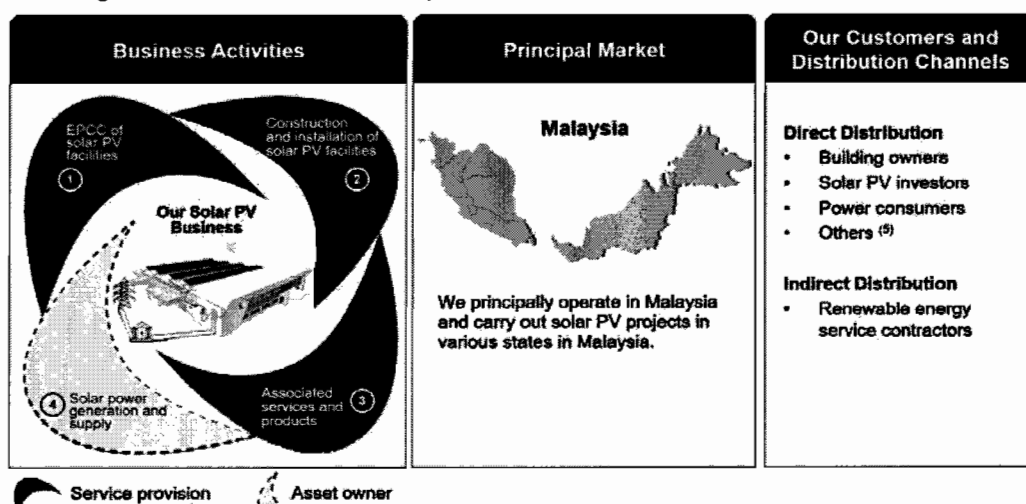 Business Activities
EPCC of
solar PV
facilities
1
Construction
and installation of
solar PV facilities
2
Our Solar PV
Business
4
Solar power
generation and
supply
Associated
services and
products
3
Service provision
Asset owner
Principal Market
Malaysia
We principally operate in Malaysia
and carry out solar PV projects in
various states in Malaysia.
Our Customers and
Distribution Channels
Direct Distribution
• Building owners
• Solar PV investors
• Power consumers
• Others (5)
Indirect Distribution
• Renewable energy
service contractors